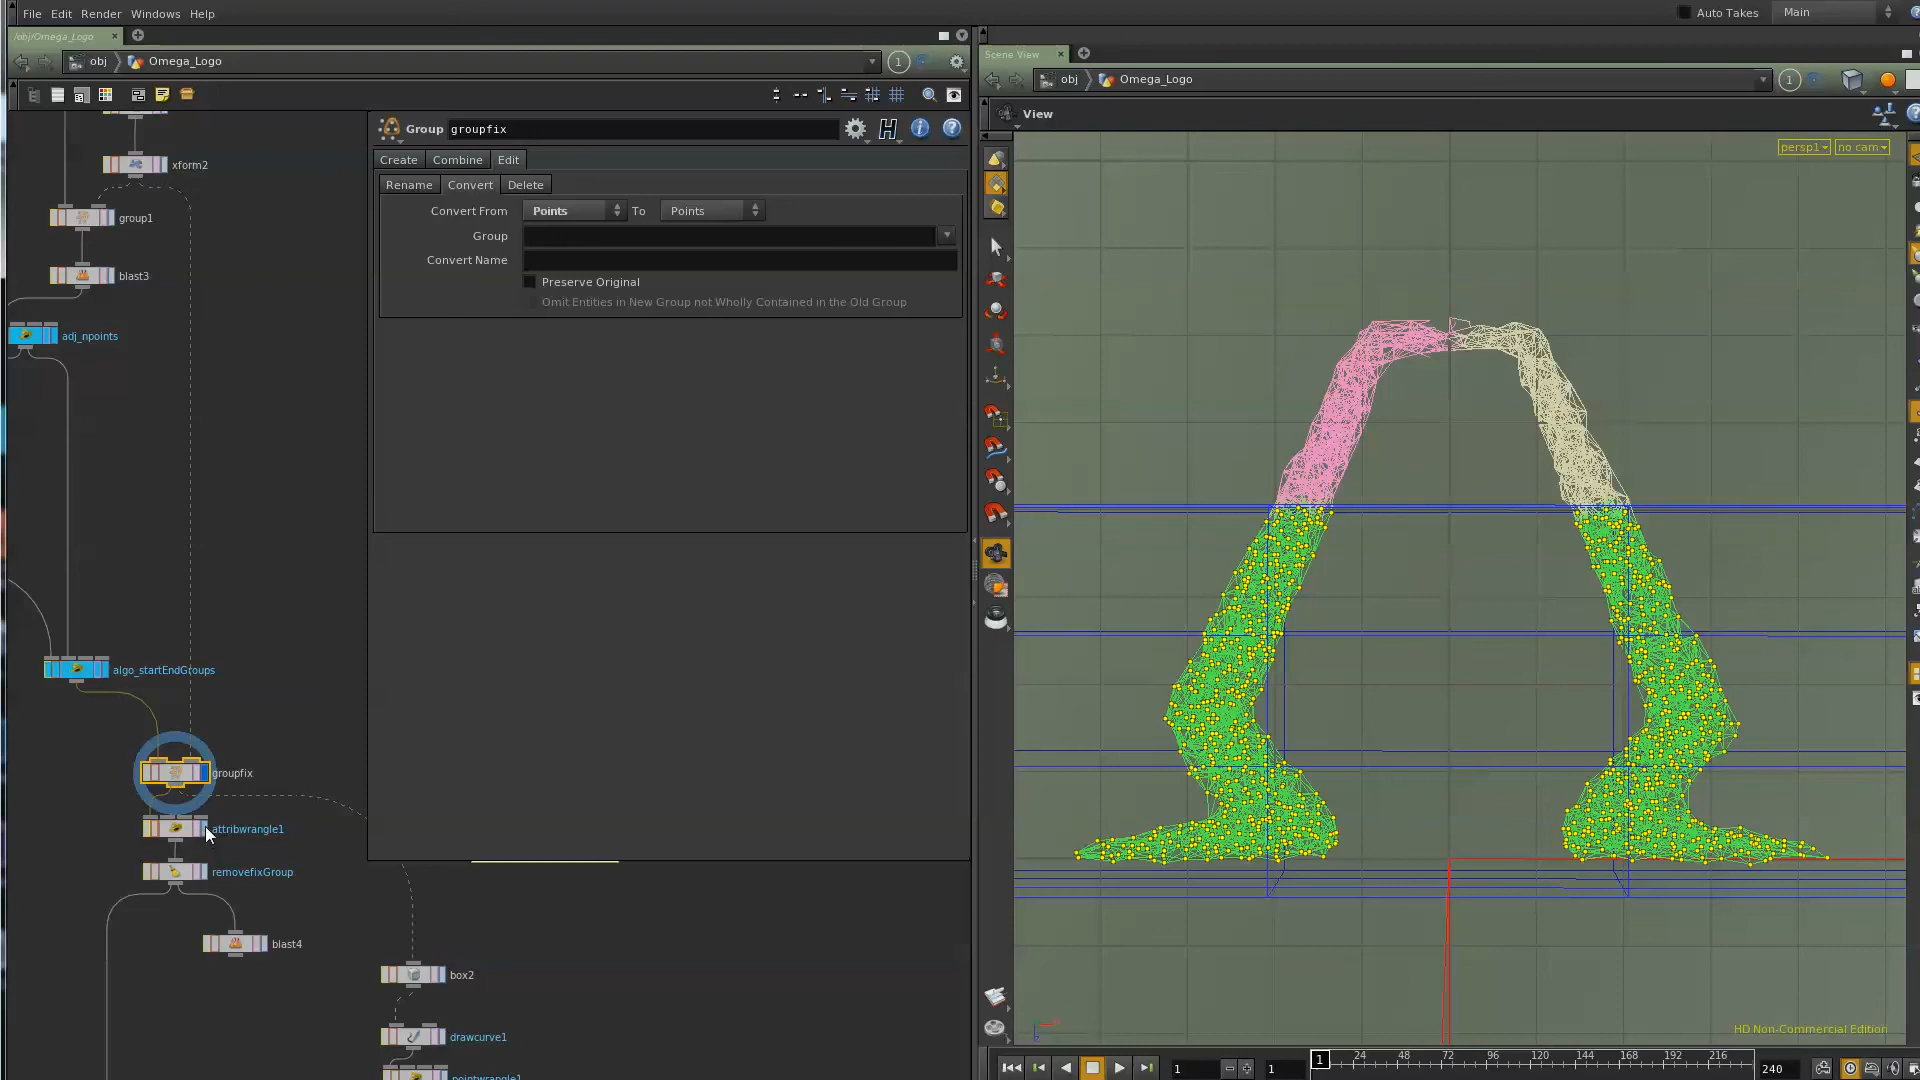 File Edit Render Windows Help
Auto Takes Main
/obj/Omega_Logo
obj Omega_Logo 1
Group groupfix
Create Combine Edit
Rename Convert Delete
Convert From Points To Points
Group
Convert Name
Preserve Original
Omit Entities in New Group not Wholly Contained in the Old Group
xform2
group1
blast3
adj_npoints
algo_startEndGroups
groupfix
attribwrangle1
removefixGroup
blast4
box2
drawcurve1
pointwrangle1
Scene View
obj Omega_Logo 1
View
persp1 no cam
HD Non-Commercial Edition
1 1 1 24 48 72 96 120 144 168 192 216 240